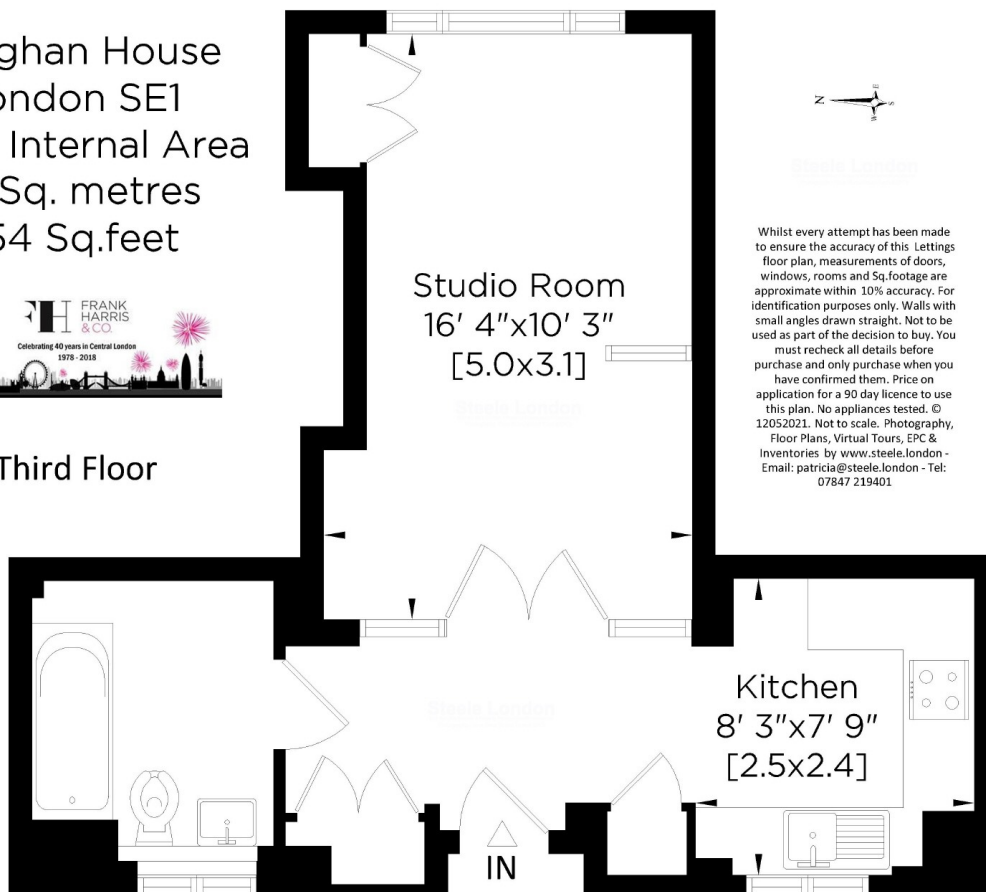 ghan House
ondon SE1
Internal Area
Sq. metres
54 Sq.feet
FH FRANK
HARRIS
& CO.
Celebrating 40 years in Central London
1978 - 2018
Third Floor
Studio Room
16' 4"x10' 3"
[5.0x3.1]
Steele London
N
E
S
W
Steele London
Whilst every attempt has been made
to ensure the accuracy of this Lettings
floor plan, measurements of doors,
windows, rooms and Sq.footage are
approximate within 10% accuracy. For
identification purposes only. Walls with
small angles drawn straight. Not to be
used as part of the decision to buy. You
must recheck all details before
purchase and only purchase when you
have confirmed them. Price on
application for a 90 day licence to use
this plan. No appliances tested. ©
12052021. Not to scale. Photography,
Floor Plans, Virtual Tours, EPC &
Inventories by www.steele.london -
Email: patricia@steele.london - Tel:
07847 219401
Steele London
Kitchen
8' 3"x7' 9"
[2.5x2.4]
IN